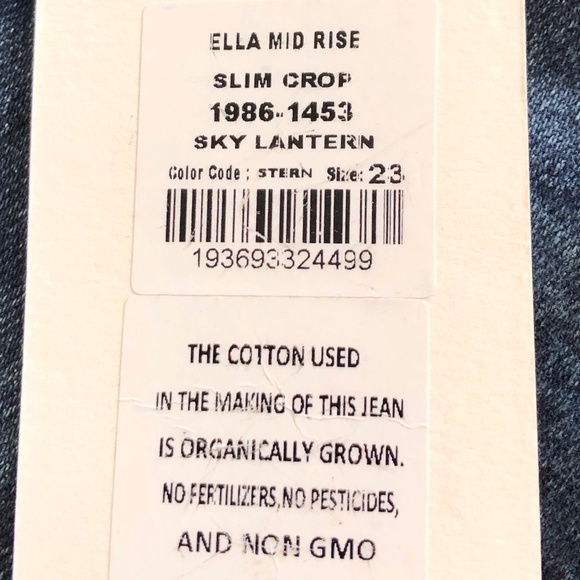 ELLA MID RISE
SLIM CROP
1986-1453
SKY LANTERN
Color Code : STERN Size: 23
193693324499
THE COTTON USED
IN THE MAKING OF THIS JEAN
IS ORGANICALLY GROWN.
NO FERTILIZERS,NO PESTICIDES,
AND NON GMO